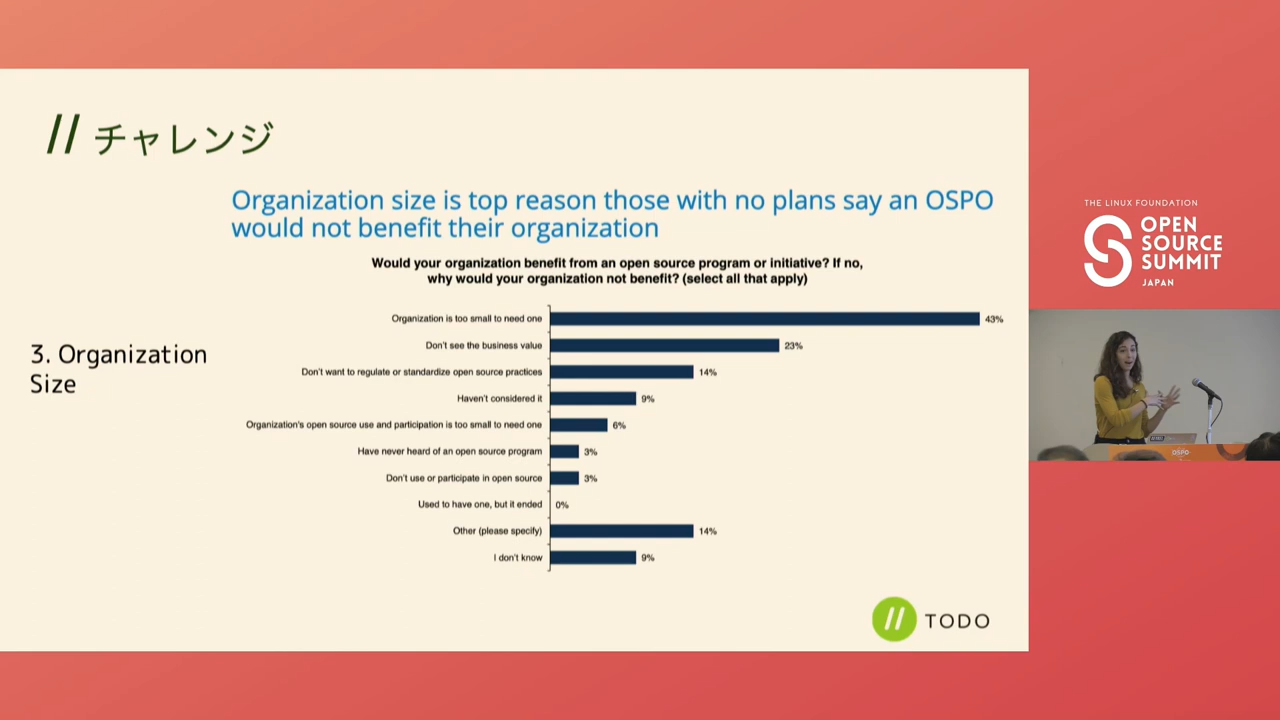 // チャレンジ
Organization size is top reason those with no plans say an OSPO
would not benefit their organization
Would your organization benefit from an open source program or initiative? If no,
why would your organization not benefit? (select all that apply)
3. Organization
Size
Organization is too small to need one 43%
Don't see the business value 23%
Don't want to regulate or standardize open source practices 14%
Haven't considered it 9%
Organization's open source use and participation is too small to need one 6%
Have never heard of an open source program 3%
Don't use or participate in open source 3%
Used to have one, but it ended 0%
Other (please specify) 14%
I don't know 9%
// TODO
THE LINUX FOUNDATION
OPEN
SOURCE
SUMMIT
JAPAN
OSPO